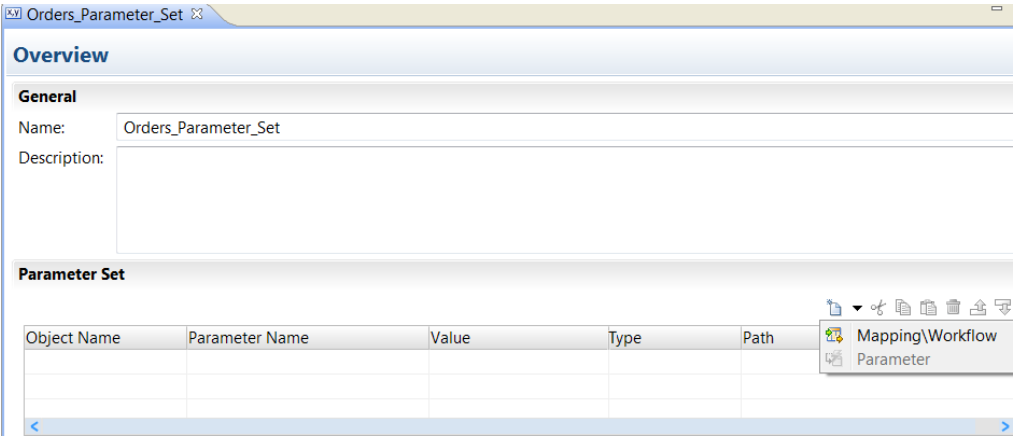 x,y Orders_Parameter_Set
Overview
General
Name: Orders_Parameter_Set
Description:
Parameter Set
Object Name Parameter Name Value Type Path
Mapping\Workflow
Parameter